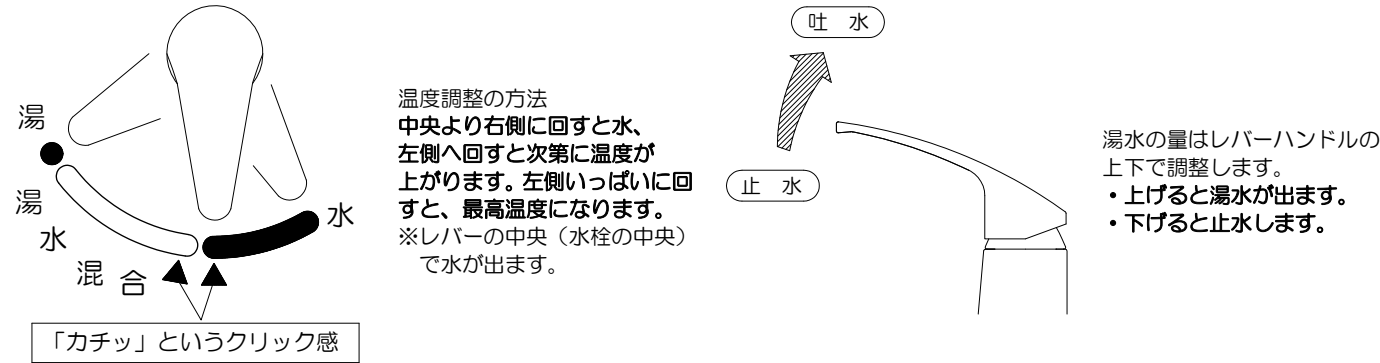 湯
湯
水
混
合
水
「カチッ」というクリック感
温度調整の方法
中央より右側に回すと水、
左側へ回すと次第に温度が
上がります。左側いっぱいに回
すと、最高温度になります。
※レバーの中央（水栓の中央）
で水が出ます。
吐 水
止 水
湯水の量はレバーハンドルの
上下で調整します。
・上げると湯水が出ます。
・下げると止水します。